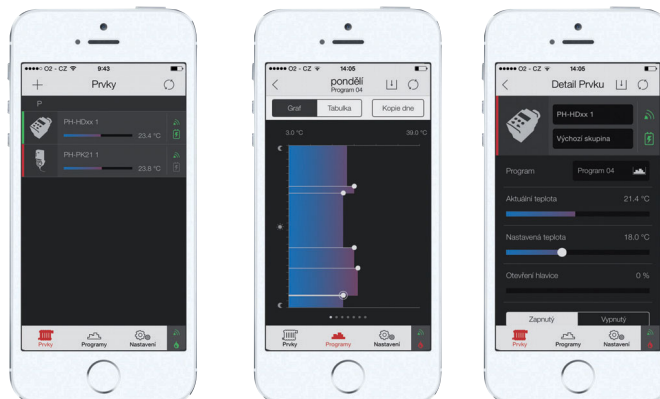 O2 - CZ 9:43
Prvky
P
PH-HDxx 1
23.4 °C
PH-PK21 1
23.8 °C
Prvky Programy Nastavení
O2 - CZ 14:05
pondělí
Program 04
Graf Tabulka Kopie dne
3.0 °C 39.0 °C
Prvky Programy Nastavení
O2 - CZ 14:05
Detail Prvku
PH-HDxx 1
Výchozí skupina
Program Program 04
Aktuální teplota 21.4 °C
Nastavená teplota 18.0 °C
Otevření hlavice 0 %
Zapnutý Vypnutý
Prvky Programy Nastavení